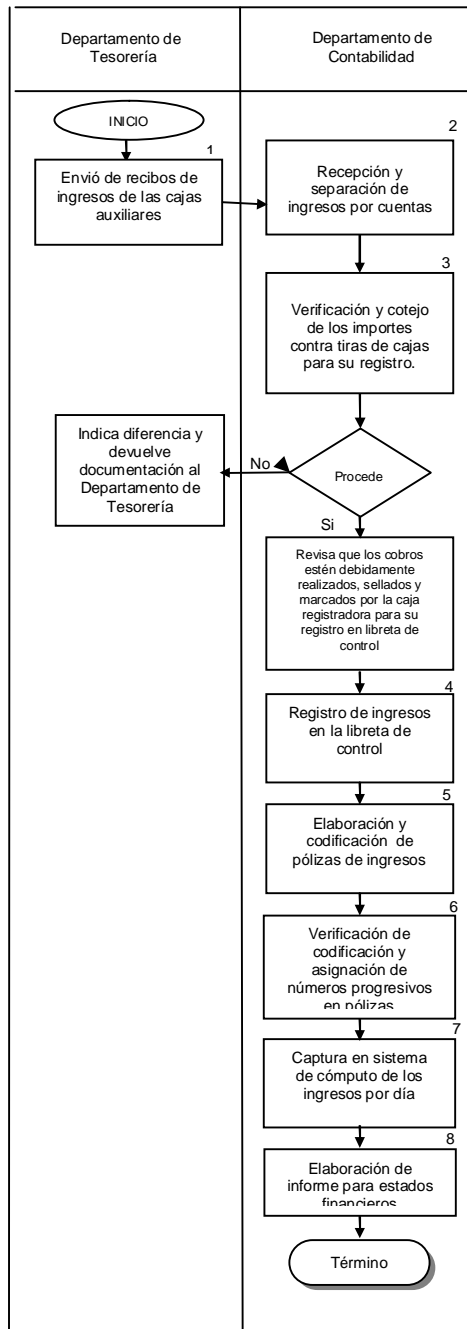 Departamento de
Tesorería
Departamento de
Contabilidad
INICIO
1
Envió de recibos de
ingresos de las cajas
auxiliares
2
Recepción y
separación de
ingresos por cuentas
3
Verificación y cotejo
de los importes
contra tiras de cajas
para su registro.
Procede
No
Indica diferencia y
devuelve
documentación al
Departamento de
Tesorería
Si
Revisa que los cobros
estén debidamente
realizados, sellados y
marcados por la caja
registradora para su
registro en libreta de
control
4
Registro de ingresos
en la libreta de
control
5
Elaboración y
codificación de
pólizas de ingresos
6
Verificación de
codificación y
asignación de
números progresivos
en pólizas
7
Captura en sistema
de cómputo de los
ingresos por día
8
Elaboración de
informe para estados
financieros
Término